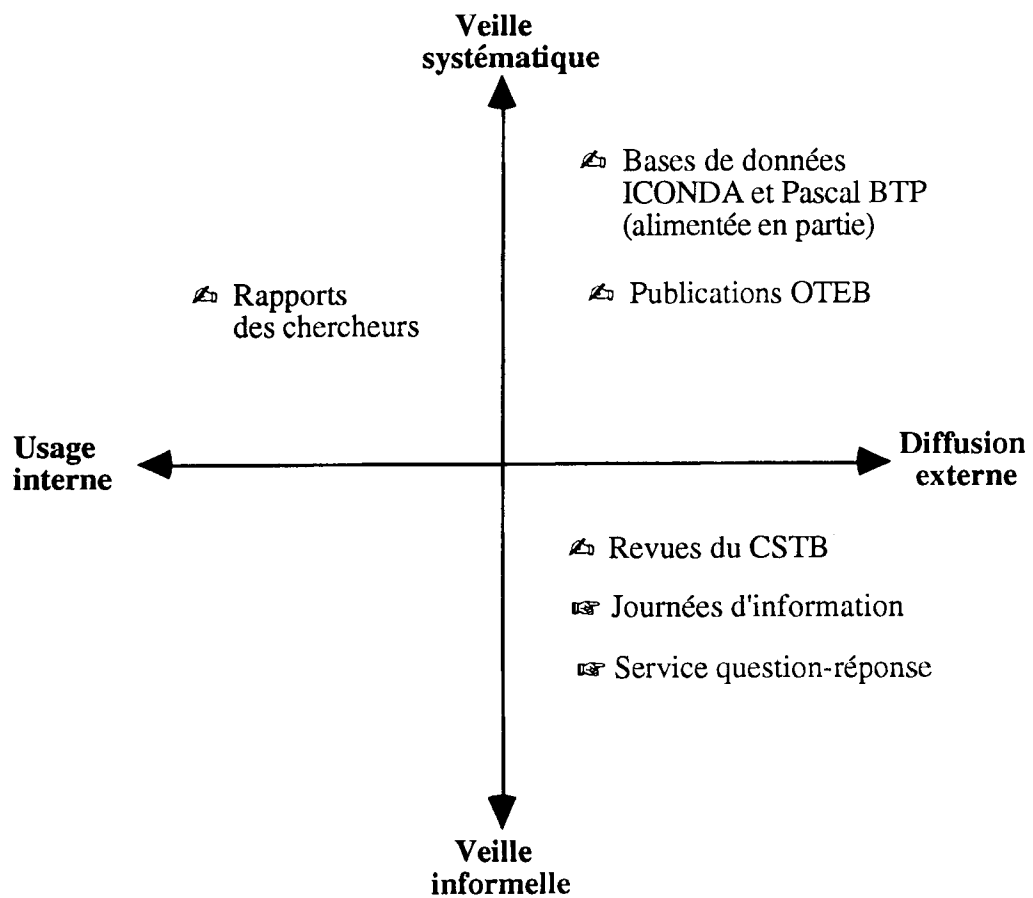 Veille
systématique
✍ Bases de données
ICONDA et Pascal BTP
(alimentée en partie)
✍ Rapports
des chercheurs
✍ Publications OTEB
Usage
interne
Diffusion
externe
✍ Revues du CSTB
☞ Journées d'information
☞ Service question-réponse
Veille
informelle